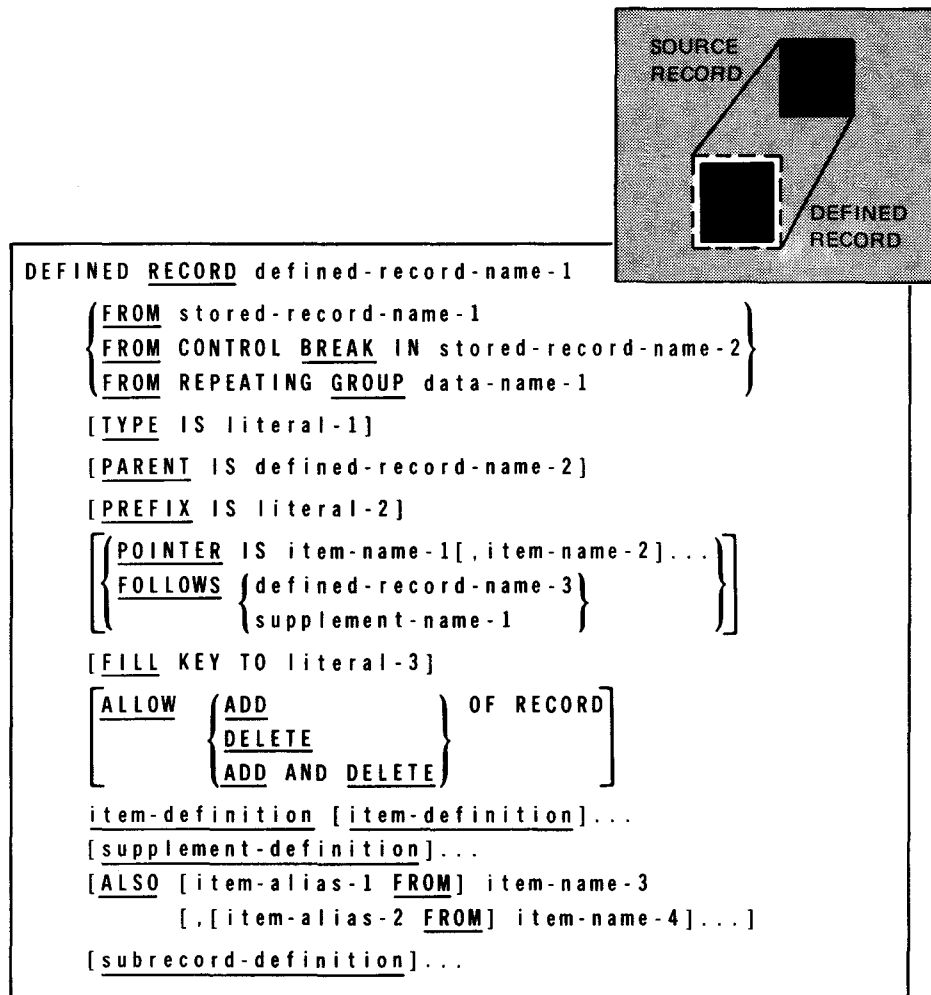 SOURCE
RECORD
DEFINED
RECORD
DEFINED RECORD defined-record-name-1
FROM stored-record-name-1
FROM CONTROL BREAK IN stored-record-name-2
FROM REPEATING GROUP data-name-1
[TYPE IS literal-1]
[PARENT IS defined-record-name-2]
[PREFIX IS literal-2]
POINTER IS item-name-1[,item-name-2]...
FOLLOWS defined-record-name-3
supplement-name-1
[FILL KEY TO literal-3]
ALLOW ADD OF RECORD
DELETE
ADD AND DELETE
item-definition [item-definition]...
[supplement-definition]...
[ALSO [item-alias-1 FROM] item-name-3
[,[item-alias-2 FROM] item-name-4]...]
[subrecord-definition]...